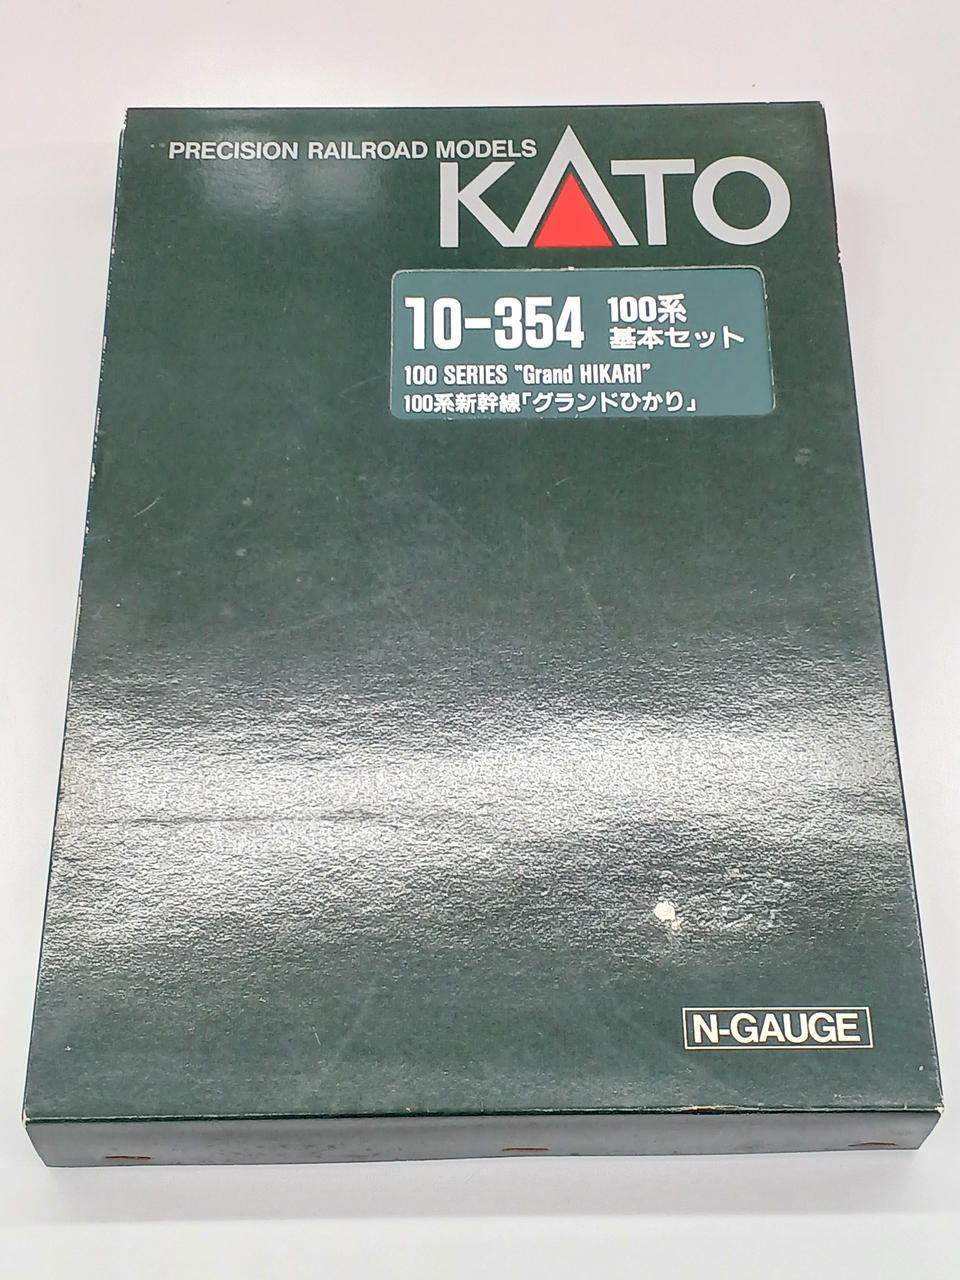 PRECISION RAILROAD MODELS
KATO
10-354 100系
基本セット
100 SERIES "Grand HIKARI"
100系新幹線「グランドひかり」
N-GAUGE